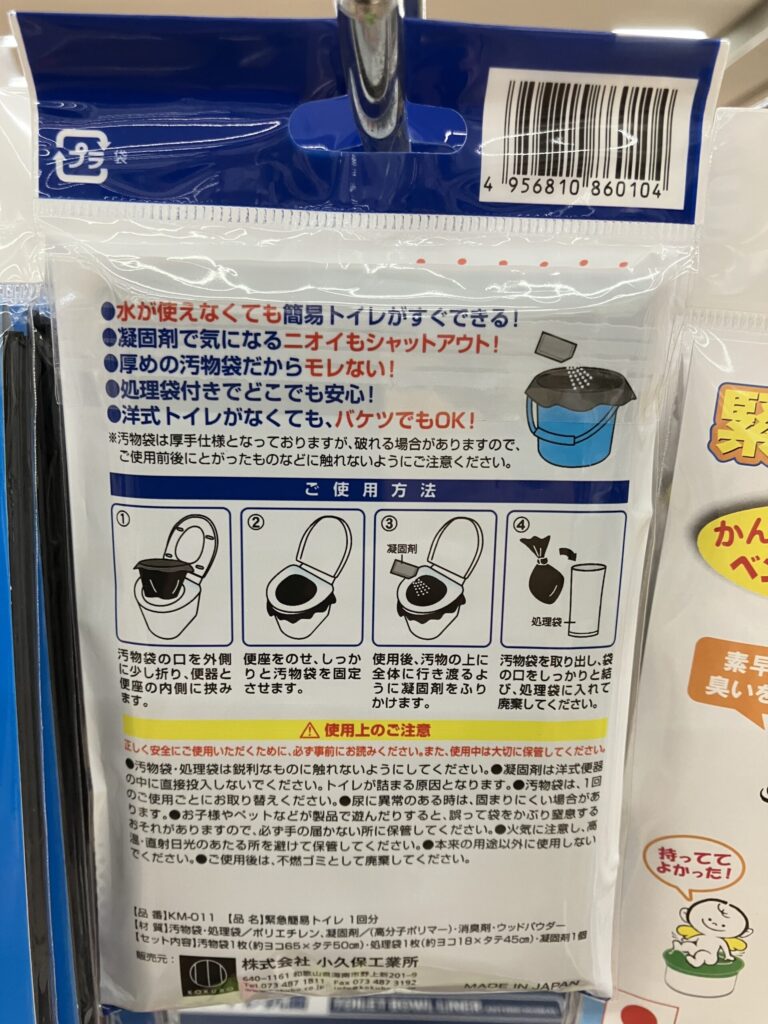 プラ
袋
4 956810 860104
●水が使えなくても簡易トイレがすぐできる!
●凝固剤で気になるニオイもシャットアウト!
●厚めの汚物袋だからモレない!
●処理袋付きでどこでも安心!
●洋式トイレがなくても、バケツでもOK!
※汚物袋は厚手仕様となっておりますが、破れる場合がありますので、
ご使用前後にとがったものなどに触れないようにご注意ください。
ご使用方法
①
②
③
④
凝固剤
処理袋
汚物袋の口を外側
に少し折り、便器と
便座の内側に挟み
ます。
便座をのせ、しっか
りと汚物袋を固定
させます。
使用後、汚物の上に
全体に行き渡るよ
うに凝固剤をふり
かけます。
汚物袋を取り出し、袋
の口をしっかりと結
び、処理袋に入れて
廃棄してください。
⚠使用上のご注意
正しく安全にご使用いただくために、必ず事前にお読みください。また、使用中は大切に保管してください。
●汚物袋・処理袋は鋭利なものに触れないようにしてください。●凝固剤は洋式便器
の中に直接投入しないでください。トイレが詰まる原因となります。●汚物袋は、1回
のご使用ごとにお取り替えください。●尿に異常のある時は、固まりにくい場合があ
ります。●お子様やペットなどが製品で遊んだりすると、誤って袋をかぶり窒息する
おそれがありますので、必ず手の届かない所に保管してください。●火気に注意し、高
温・直射日光のあたる所を避けて保管してください。●本来の用途以外に使用しない
でください。●ご使用後は、不燃ゴミとして廃棄してください。
【品番】KM-011 【品名】緊急簡易トイレ 1回分
【材質】汚物袋・処理袋/ポリエチレン、凝固剤/(高分子ポリマー)・消臭剤・ウッドパウダー
【セット内容】汚物袋1枚(約ヨコ65×タテ50cm)・処理袋1枚(約ヨコ18×タテ45cm)・凝固剤1個
販売元:
KOKUBO
株式会社 小久保工業所
640-1161 和歌山県海南市野上新201-9
Tel 073 487 1811 Fax 073 487 3192
info@kokubo.co.jp
MADE IN JAPAN
緊
かん
ベン
素早
臭いを
持ってて
よかった!
TOILET BOWL LINER